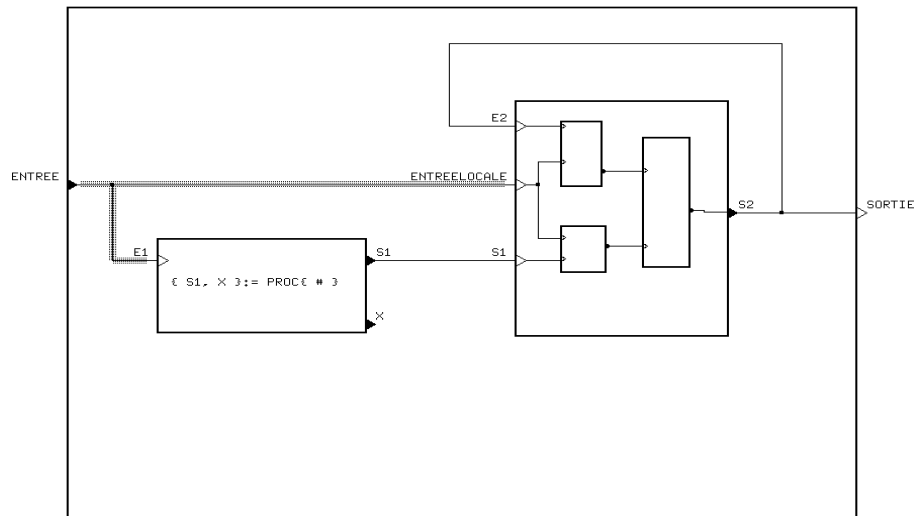 E2
ENTREE
ENTREELOCALE
S2
SORTIE
E1
S1
S1
{ S1, X }:= PROC{ # }
X